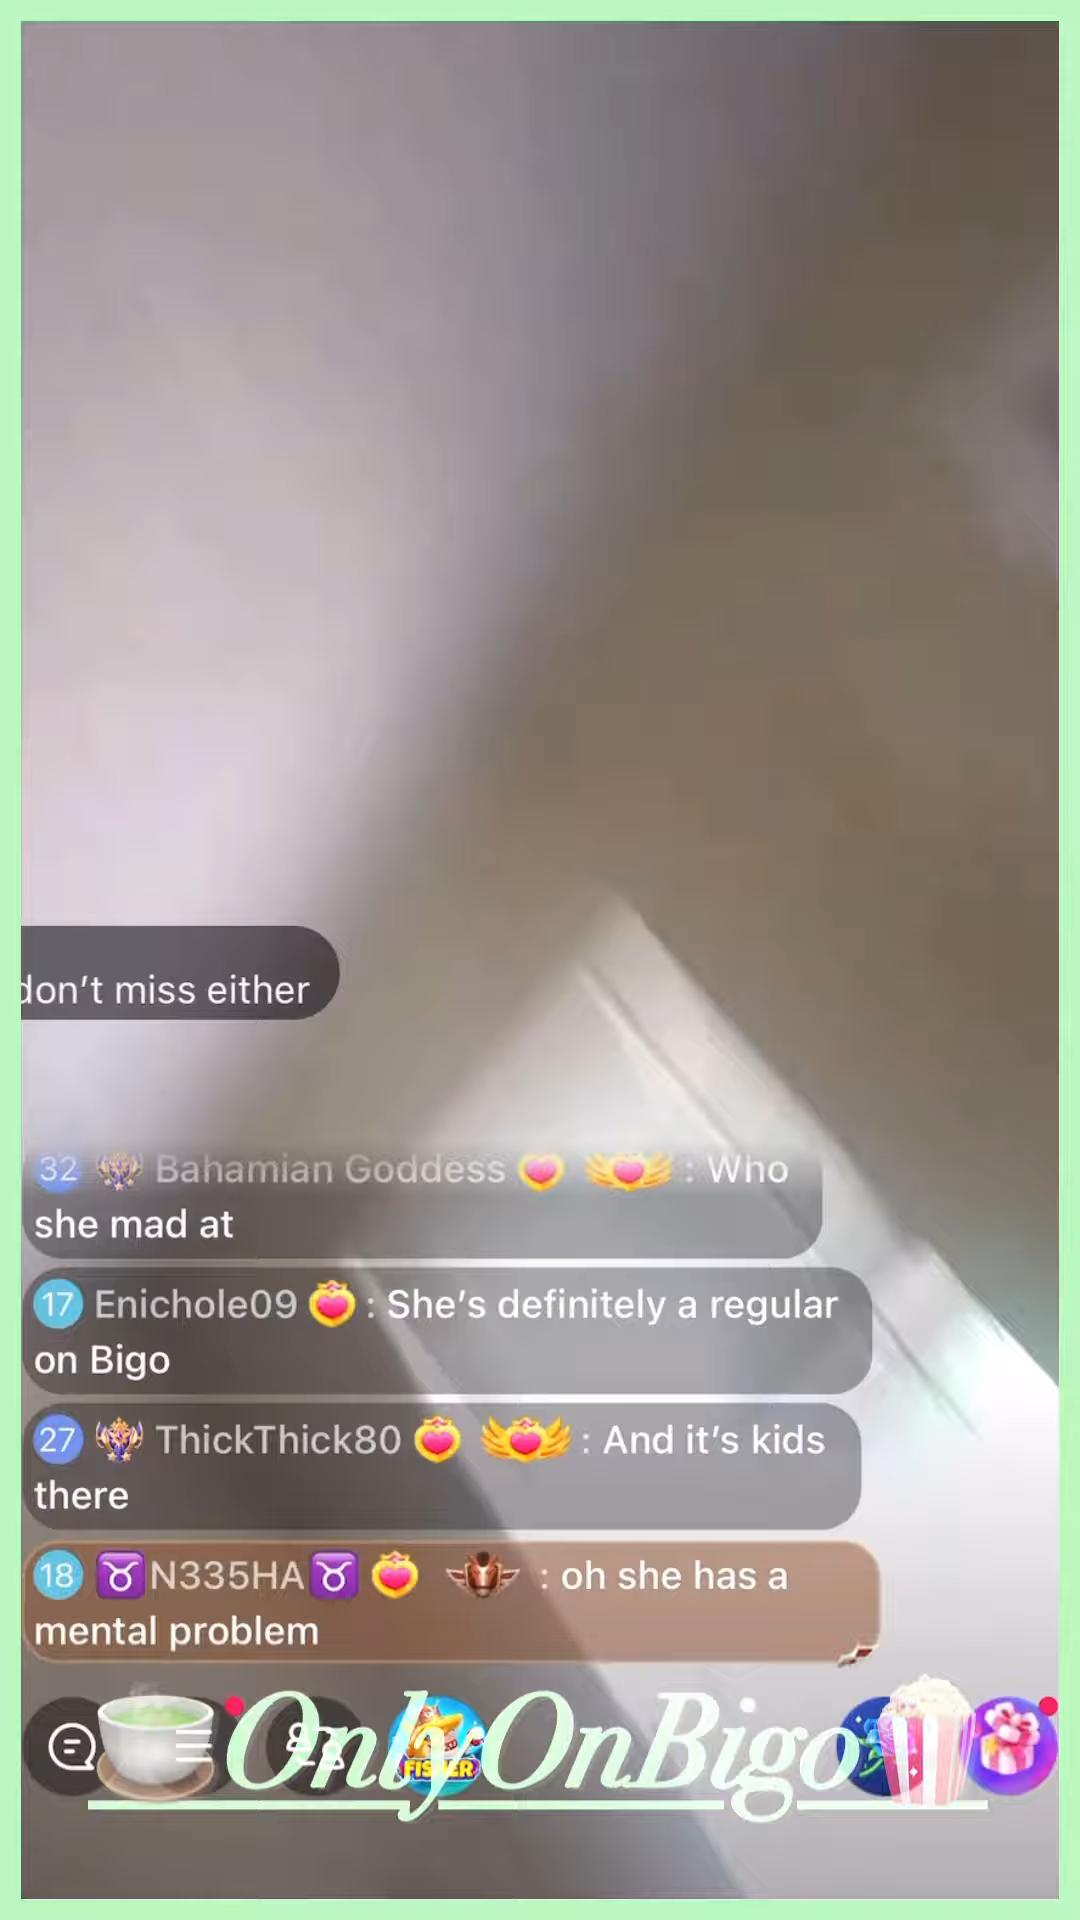 don't miss either
32 Bahamian Goddess : Who
she mad at
17 Enichole09 : She's definitely a regular
on Bigo
27 ThickThick80 : And it's kids
there
18 ♉N335HA♉ : oh she has a
mental problem
OnlyOnBigo
FISHER